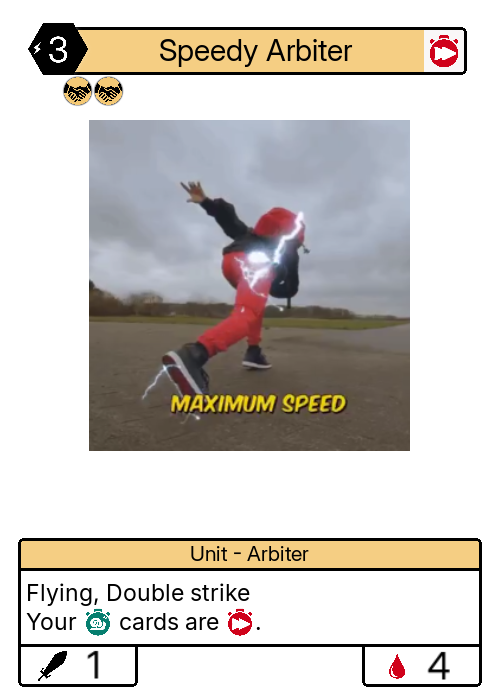 3
Speedy Arbiter
MAXIMUM SPEED
Unit - Arbiter
Flying, Double strike
Your cards are .
1
4